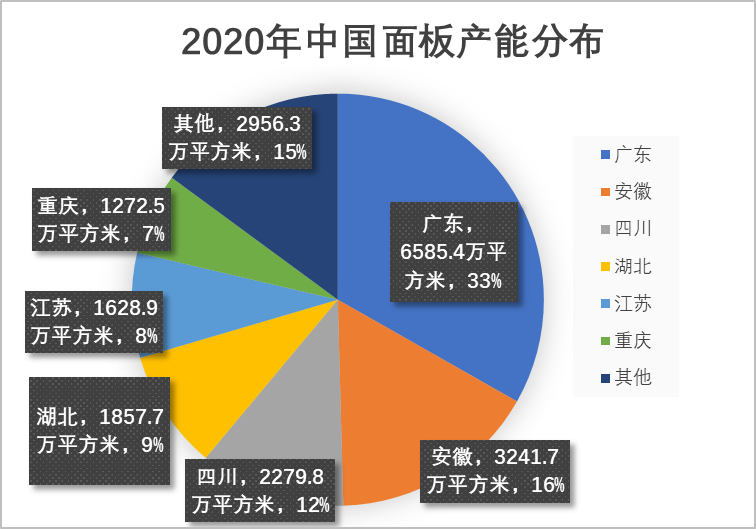 2020年中国面板产能分布
其他，2956.3
万平方米，15%
重庆，1272.5
万平方米，7%
江苏，1628.9
万平方米，8%
湖北，1857.7
万平方米，9%
四川，2279.8
万平方米，12%
安徽，3241.7
万平方米，16%
广东，
6585.4万平
方米，33%
广东
安徽
四川
湖北
江苏
重庆
其他